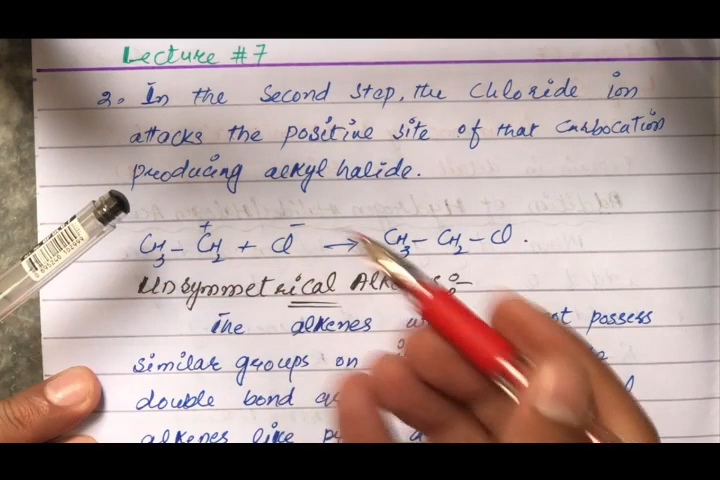 Lecture #7
2. In the second step, the chloride ion
attacks the positive site of that carbocation
producing alkyl halide.
CH₃ – C⁺H₂ + Cl⁻ → CH₃ – CH₂ – Cl.
Unsymmetrical
The alkenes possess
similar groups on
double bond
alkenes like